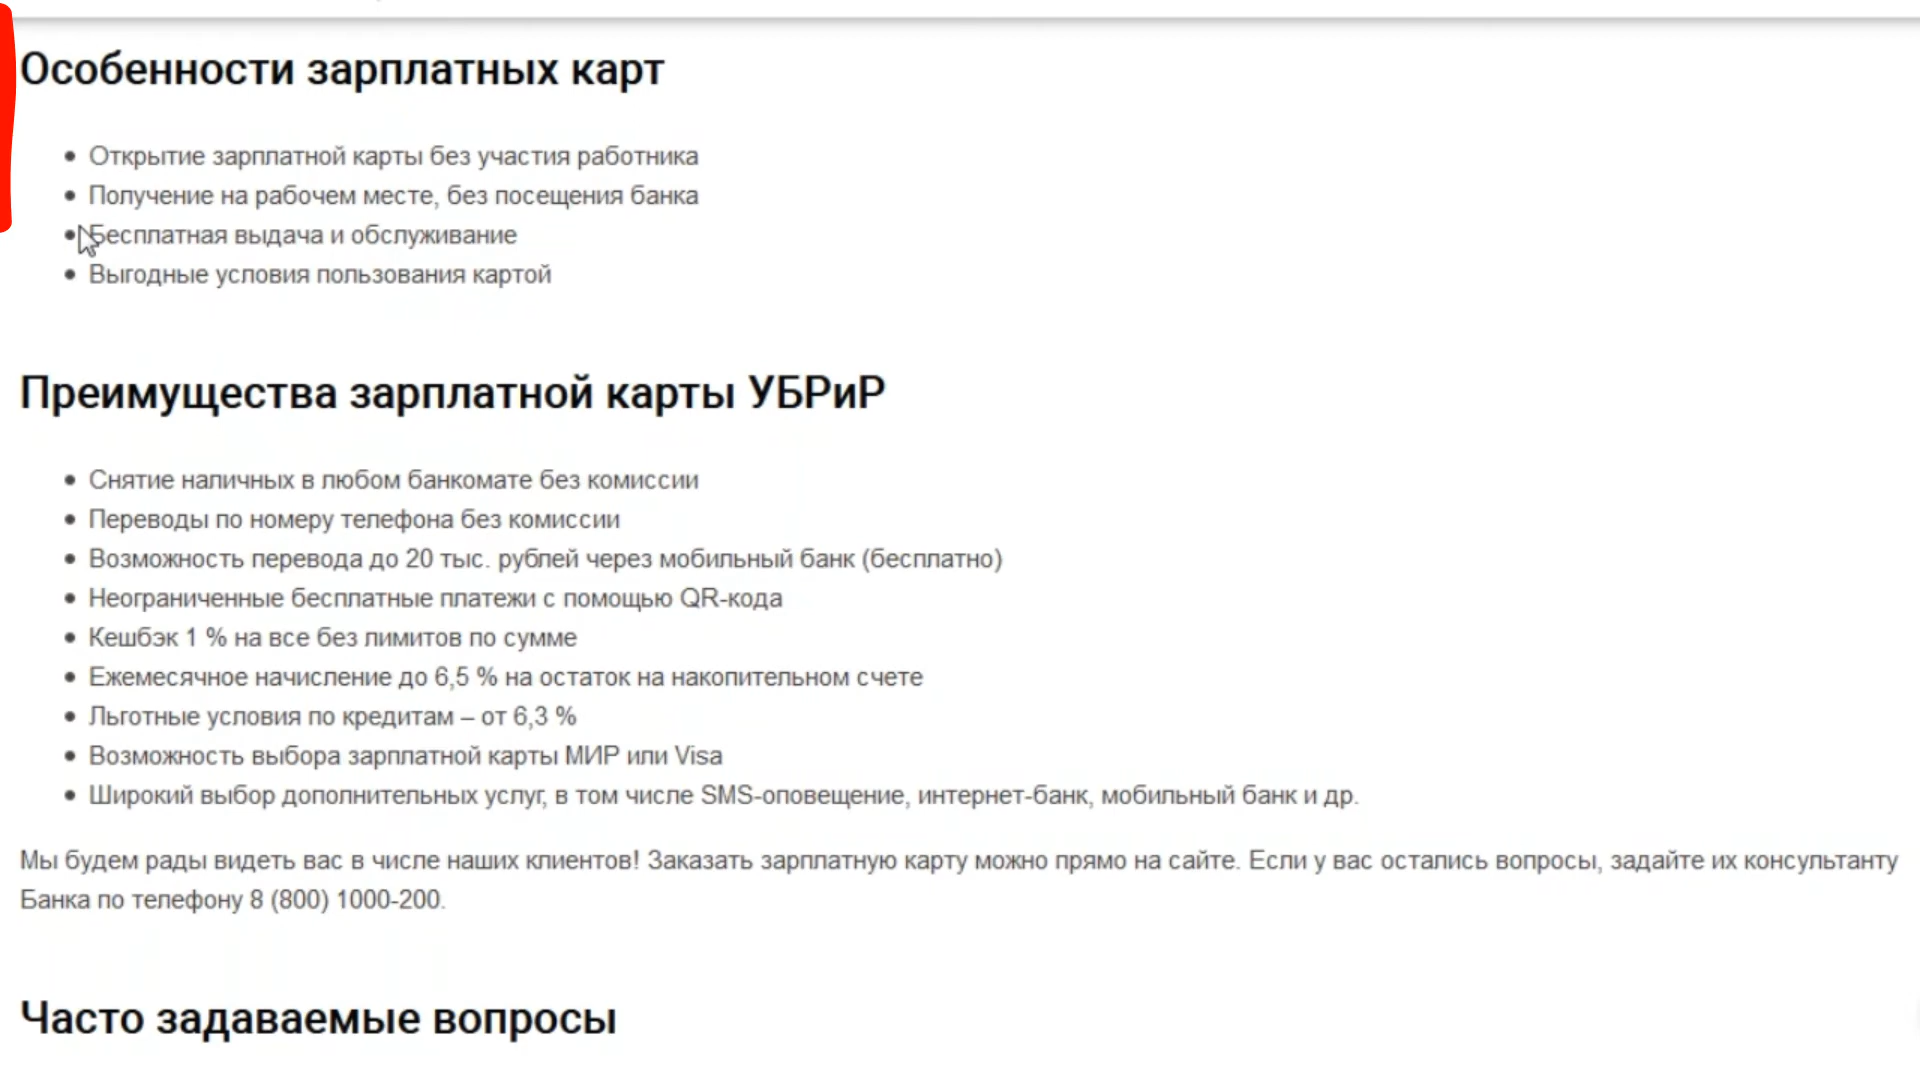 Особенности зарплатных карт
Открытие зарплатной карты без участия работника
Получение на рабочем месте, без посещения банка
Бесплатная выдача и обслуживание
Выгодные условия пользования картой
Преимущества зарплатной карты УБРиР
Снятие наличных в любом банкомате без комиссии
Переводы по номеру телефона без комиссии
Возможность перевода до 20 тыс. рублей через мобильный банк (бесплатно)
Неограниченные бесплатные платежи с помощью QR-кода
Кешбэк 1 % на все без лимитов по сумме
Ежемесячное начисление до 6,5 % на остаток на накопительном счете
Льготные условия по кредитам – от 6,3 %
Возможность выбора зарплатной карты МИР или Visa
Широкий выбор дополнительных услуг, в том числе SMS-оповещение, интернет-банк, мобильный банк и др.
Мы будем рады видеть вас в числе наших клиентов! Заказать зарплатную карту можно прямо на сайте. Если у вас остались вопросы, задайте их консультанту
Банка по телефону 8 (800) 1000-200.
Часто задаваемые вопросы